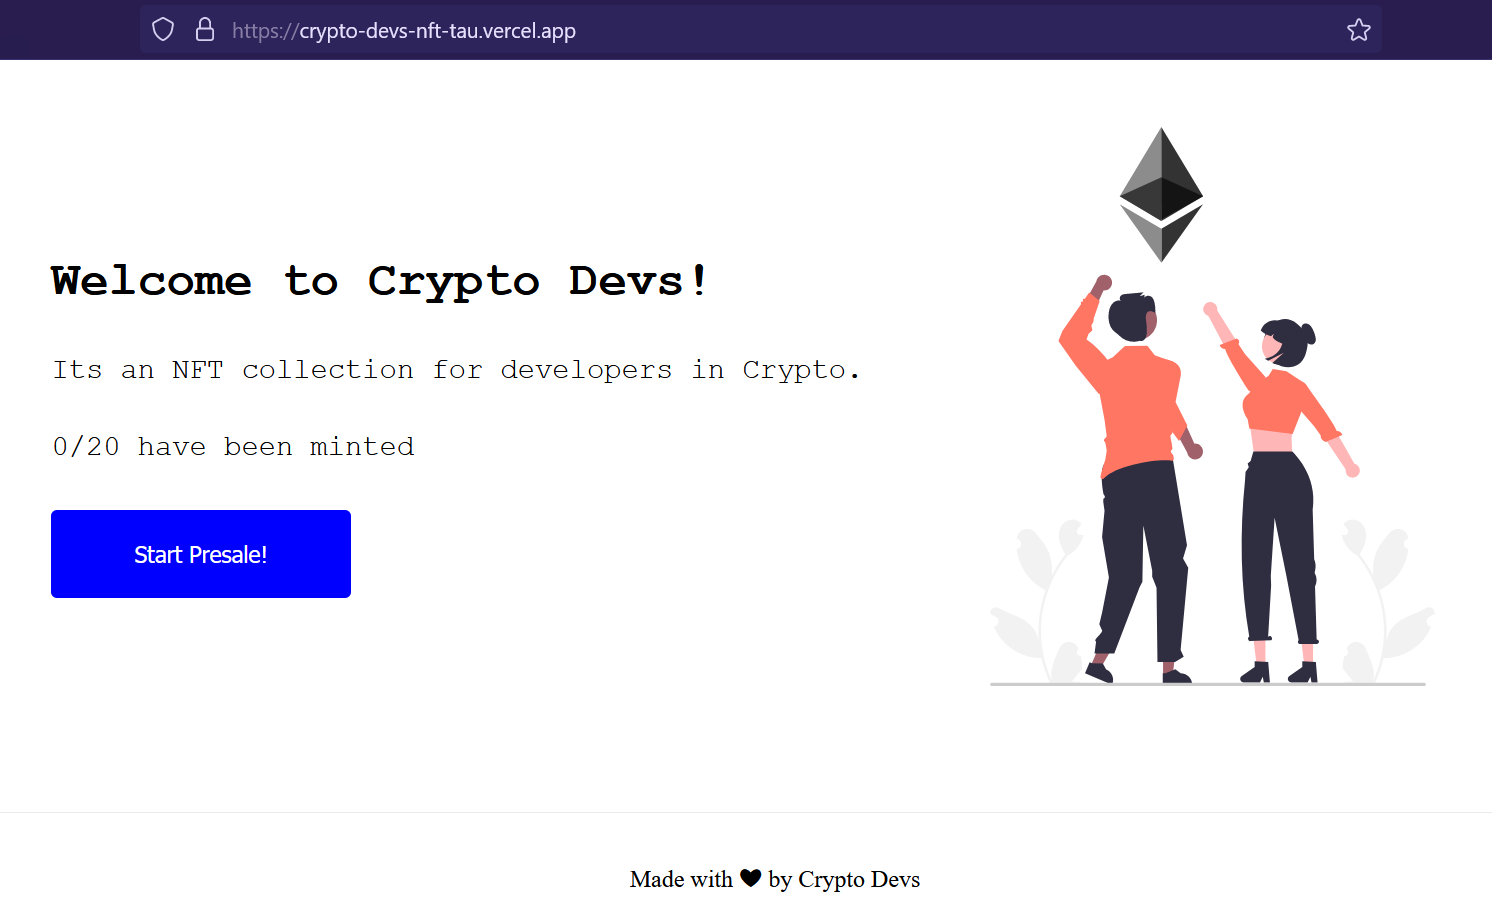 https://crypto-devs-nft-tau.vercel.app
Welcome to Crypto Devs!
Its an NFT collection for developers in Crypto.
0/20 have been minted
Start Presale!
Made with ❤ by Crypto Devs